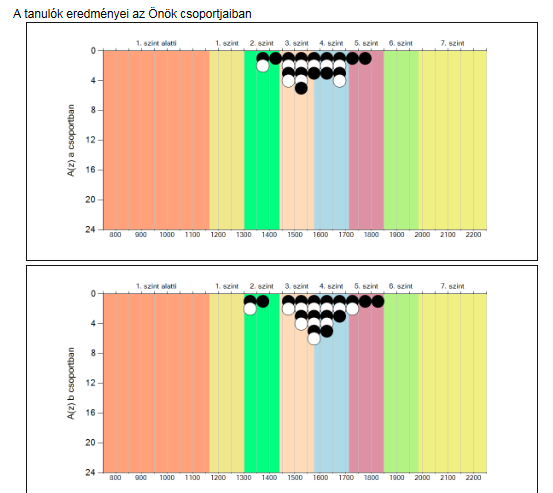 A tanulók eredményei az Önök csoportjaiban
1. szint alatti 1. szint 2. szint 3. szint 4. szint 5. szint 6. szint 7. szint
0
4
8
12
16
20
24
A(z) a csoportban
800 900 1000 1100 1200 1300 1400 1500 1600 1700 1800 1900 2000 2100 2200
1. szint alatti 1. szint 2. szint 3. szint 4. szint 5. szint 6. szint 7. szint
0
4
8
12
16
20
24
A(z) b csoportban
800 900 1000 1100 1200 1300 1400 1500 1600 1700 1800 1900 2000 2100 2200